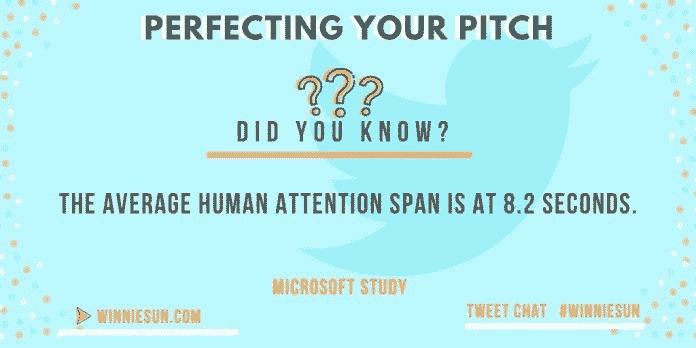 PERFECTING YOUR PITCH
???
DID YOU KNOW?
THE AVERAGE HUMAN ATTENTION SPAN IS AT 8.2 SECONDS.
MICROSOFT STUDY
WINNIESUN.COM
TWEET CHAT #WINNIESUN